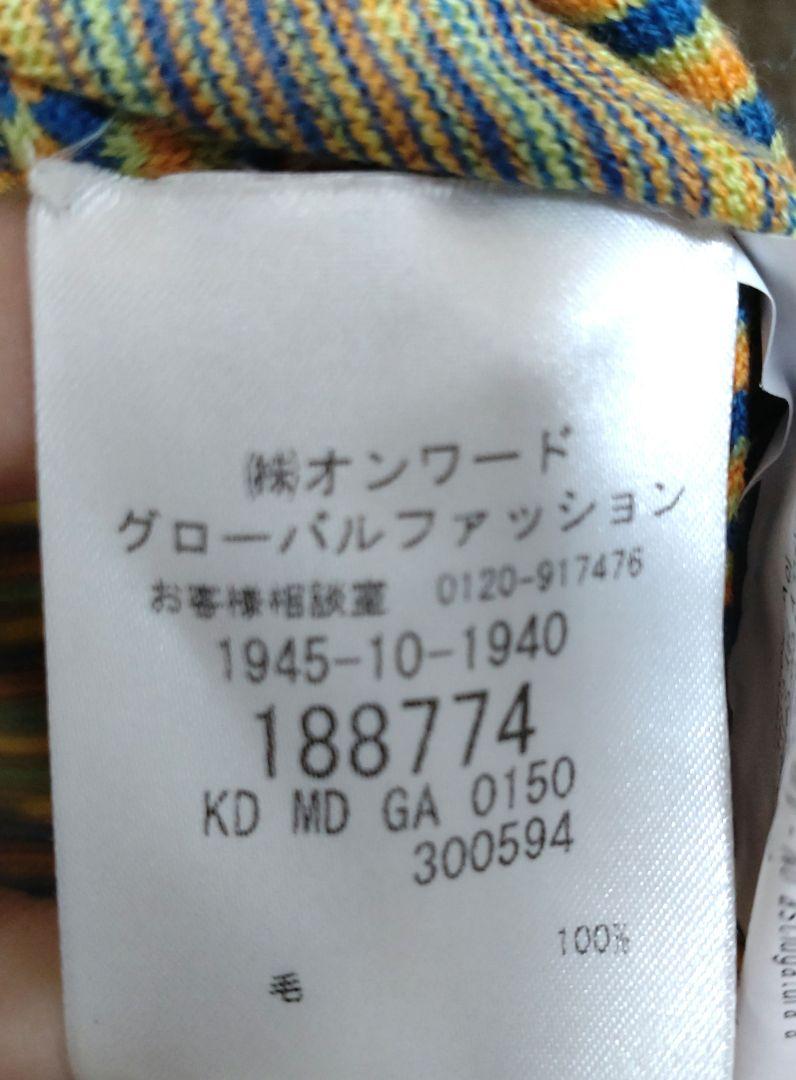 ㈱オンワード
グローバルファッション
お客様相談室 0120-917476
1945-10-1940
188774
KD MD GA 0150
300594
100%
毛